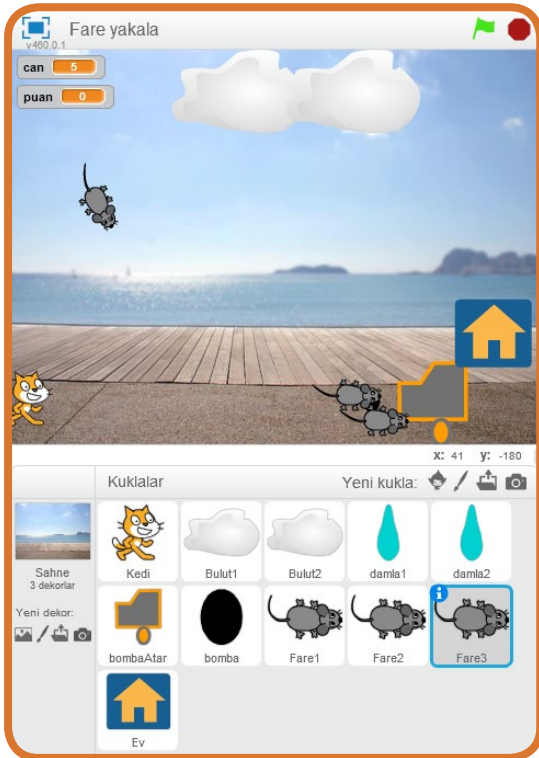 Fare yakala
v460.0.1
can 5
puan 0
x: 41 y: -180
Kuklalar
Yeni kukla:
Sahne
3 dekorlar
Yeni dekor:
Kedi
Bulut1
Bulut2
damla1
damla2
bombaAtar
bomba
Fare1
Fare2
Fare3
Ev